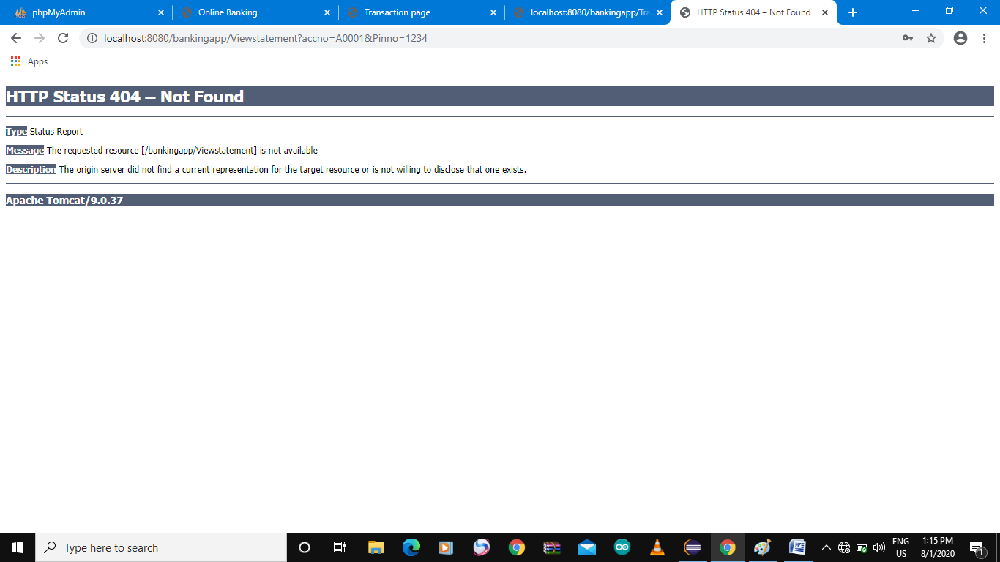 phpMyAdmin
Online Banking
Transaction page
localhost:8080/bankingapp/Tra
HTTP Status 404 – Not Found
localhost:8080/bankingapp/Viewstatement?accno=A0001&Pinno=1234
Apps
HTTP Status 404 – Not Found
Type Status Report
Message The requested resource [/bankingapp/Viewstatement] is not available
Description The origin server did not find a current representation for the target resource or is not willing to disclose that one exists.
Apache Tomcat/9.0.37
Type here to search
ENG
US
1:15 PM
8/1/2020
1